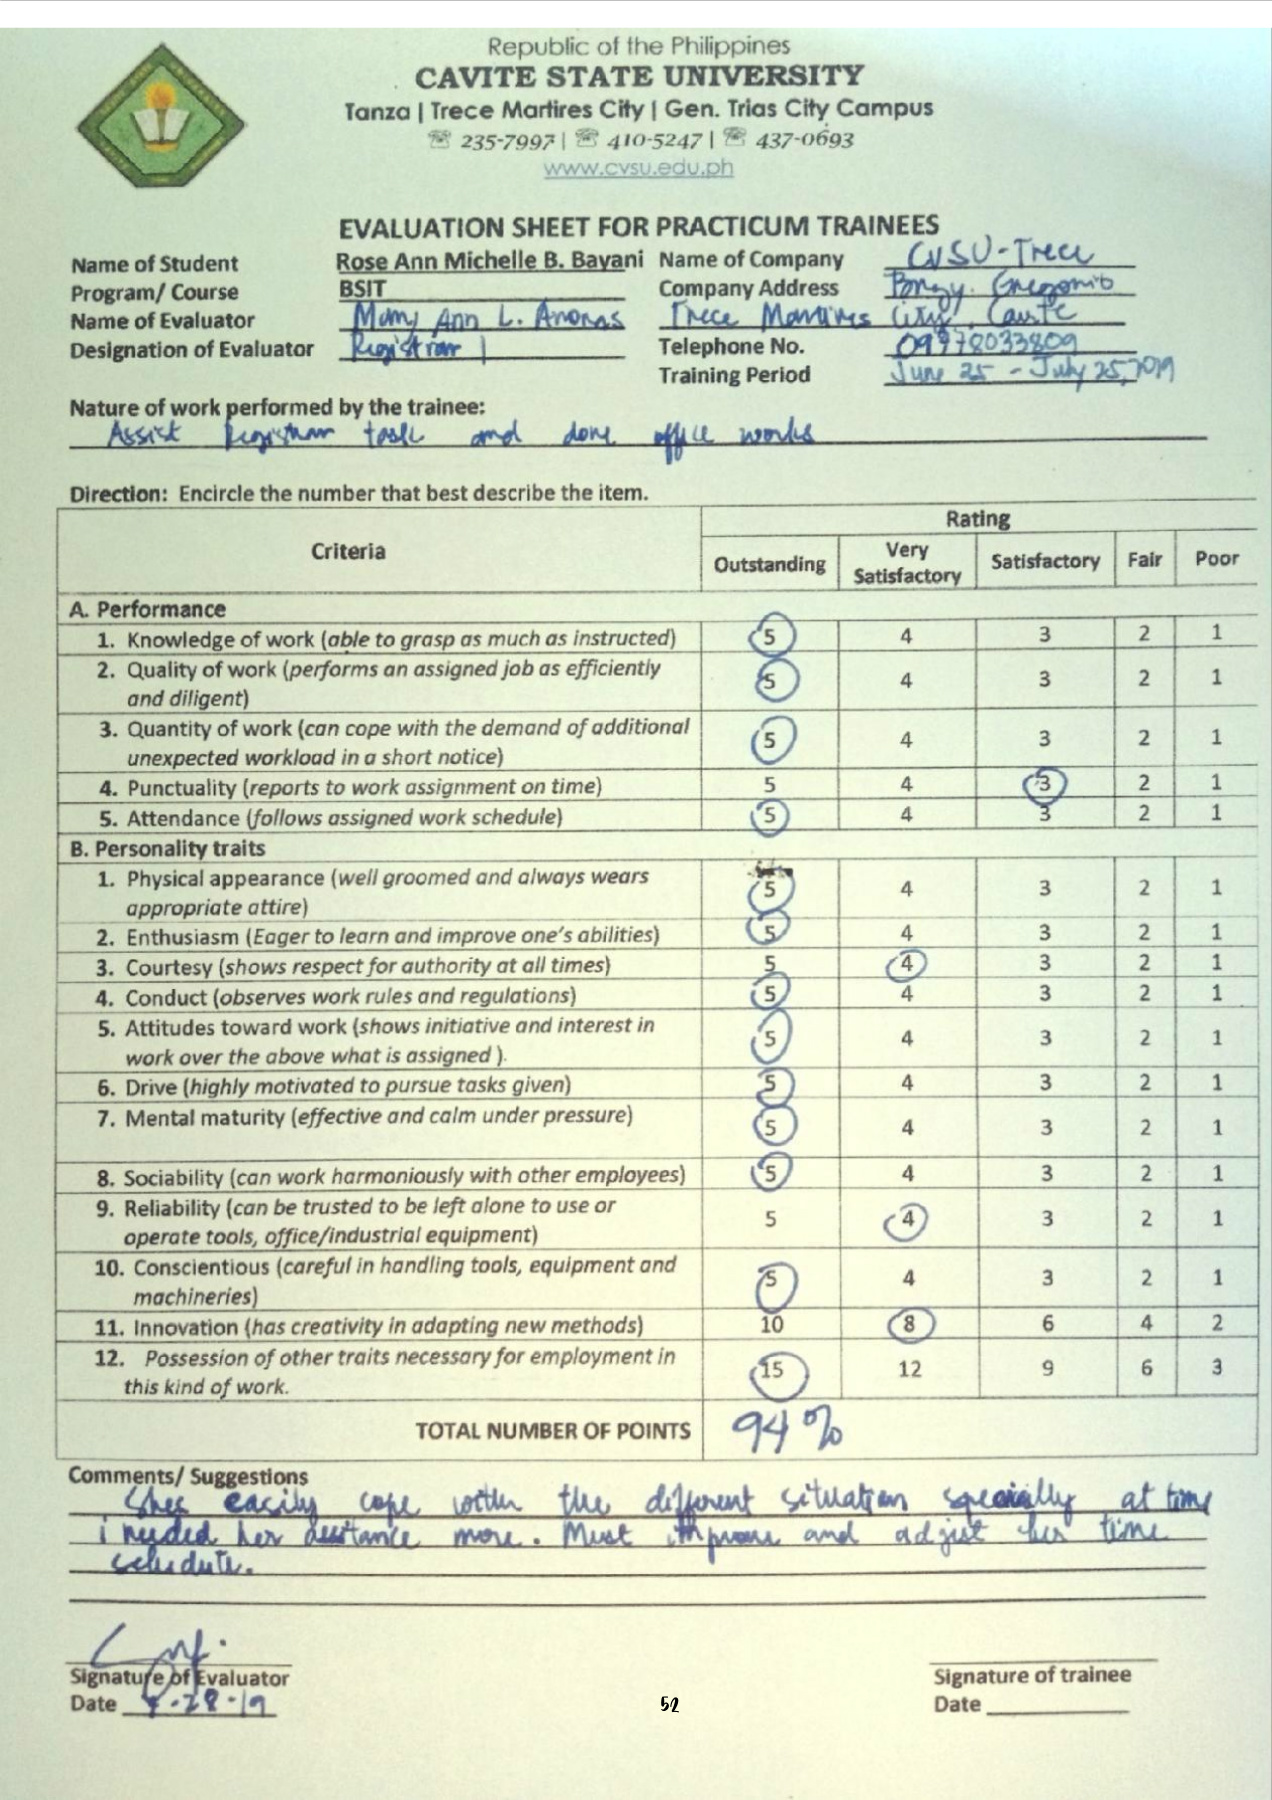 Republic of the Philippines
CAVITE STATE UNIVERSITY
Tanza | Trece Martires City | Gen. Trias City Campus
☏ 235-7997 | ☏ 410-5247 | ☏ 437-0693
www.cvsu.edu.ph
EVALUATION SHEET FOR PRACTICUM TRAINEES
Name of Student Rose Ann Michelle B. Bayani Name of Company CVSU-Trece
Program/ Course BSIT Company Address Brngy. Gregorio
Name of Evaluator Mary Ann L. Anonas Trece Martires City, Cavite
Designation of Evaluator Registrar I Telephone No. 09978033809
Training Period June 25 - July 25, 2019
Nature of work performed by the trainee:
Assist Registrar task and done office works
Direction: Encircle the number that best describe the item.
Rating
Criteria Outstanding Very Satisfactory Satisfactory Fair Poor
A. Performance
1. Knowledge of work (able to grasp as much as instructed) 5 4 3 2 1
2. Quality of work (performs an assigned job as efficiently
and diligent) 5 4 3 2 1
3. Quantity of work (can cope with the demand of additional
unexpected workload in a short notice) 5 4 3 2 1
4. Punctuality (reports to work assignment on time) 5 4 3 2 1
5. Attendance (follows assigned work schedule) 5 4 3 2 1
B. Personality traits
1. Physical appearance (well groomed and always wears
appropriate attire) 5 4 3 2 1
2. Enthusiasm (Eager to learn and improve one's abilities) 5 4 3 2 1
3. Courtesy (shows respect for authority at all times) 5 4 3 2 1
4. Conduct (observes work rules and regulations) 5 4 3 2 1
5. Attitudes toward work (shows initiative and interest in
work over the above what is assigned ). 5 4 3 2 1
6. Drive (highly motivated to pursue tasks given) 5 4 3 2 1
7. Mental maturity (effective and calm under pressure) 5 4 3 2 1
8. Sociability (can work harmoniously with other employees) 5 4 3 2 1
9. Reliability (can be trusted to be left alone to use or
operate tools, office/industrial equipment) 5 4 3 2 1
10. Conscientious (careful in handling tools, equipment and
machineries) 5 4 3 2 1
11. Innovation (has creativity in adapting new methods) 10 8 6 4 2
12. Possession of other traits necessary for employment in
this kind of work. 15 12 9 6 3
TOTAL NUMBER OF POINTS 94%
Comments/ Suggestions
Shes easily cope with the different situation specially at time
i needed her assitance more. Must improve and adjust her time
schedule.
Signature of Evaluator Signature of trainee
Date -28-19 52 Date